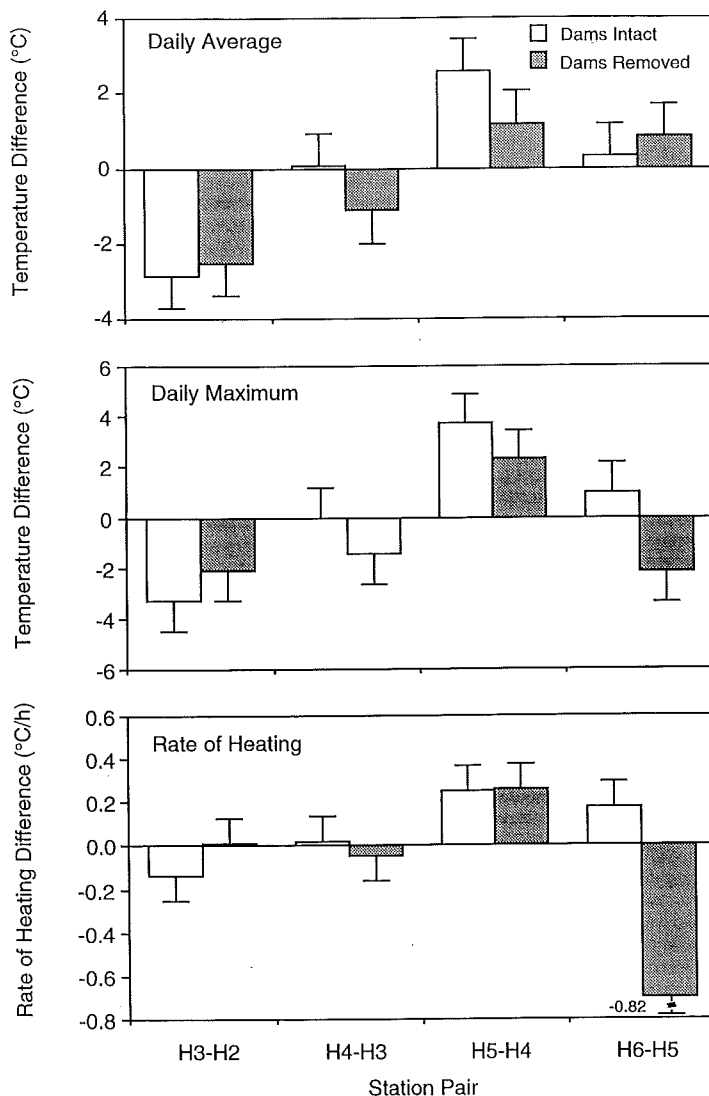 Temperature Difference (°C)
4
2
0
-2
-4
Daily Average
Dams Intact
Dams Removed
Temperature Difference (°C)
6
4
2
0
-2
-4
-6
Daily Maximum
Rate of Heating Difference (°C/h)
0.6
0.4
0.2
0.0
-0.2
-0.4
-0.6
-0.8
Rate of Heating
-0.82
H3-H2 H4-H3 H5-H4 H6-H5
Station Pair